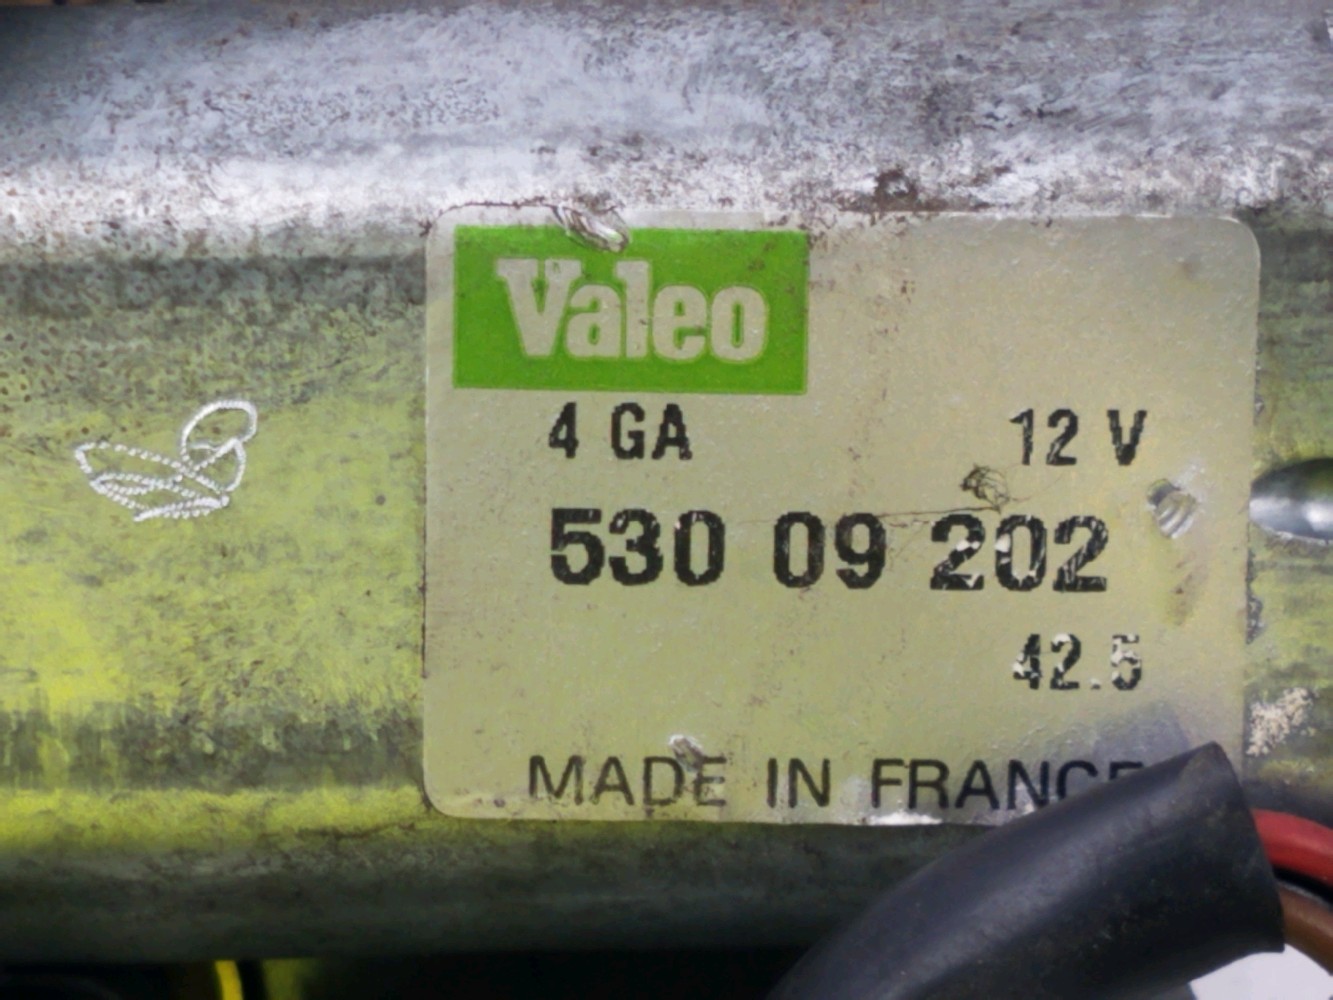 Valeo
4 GA 12 V
530 09 202
42.5
MADE IN FRANCE